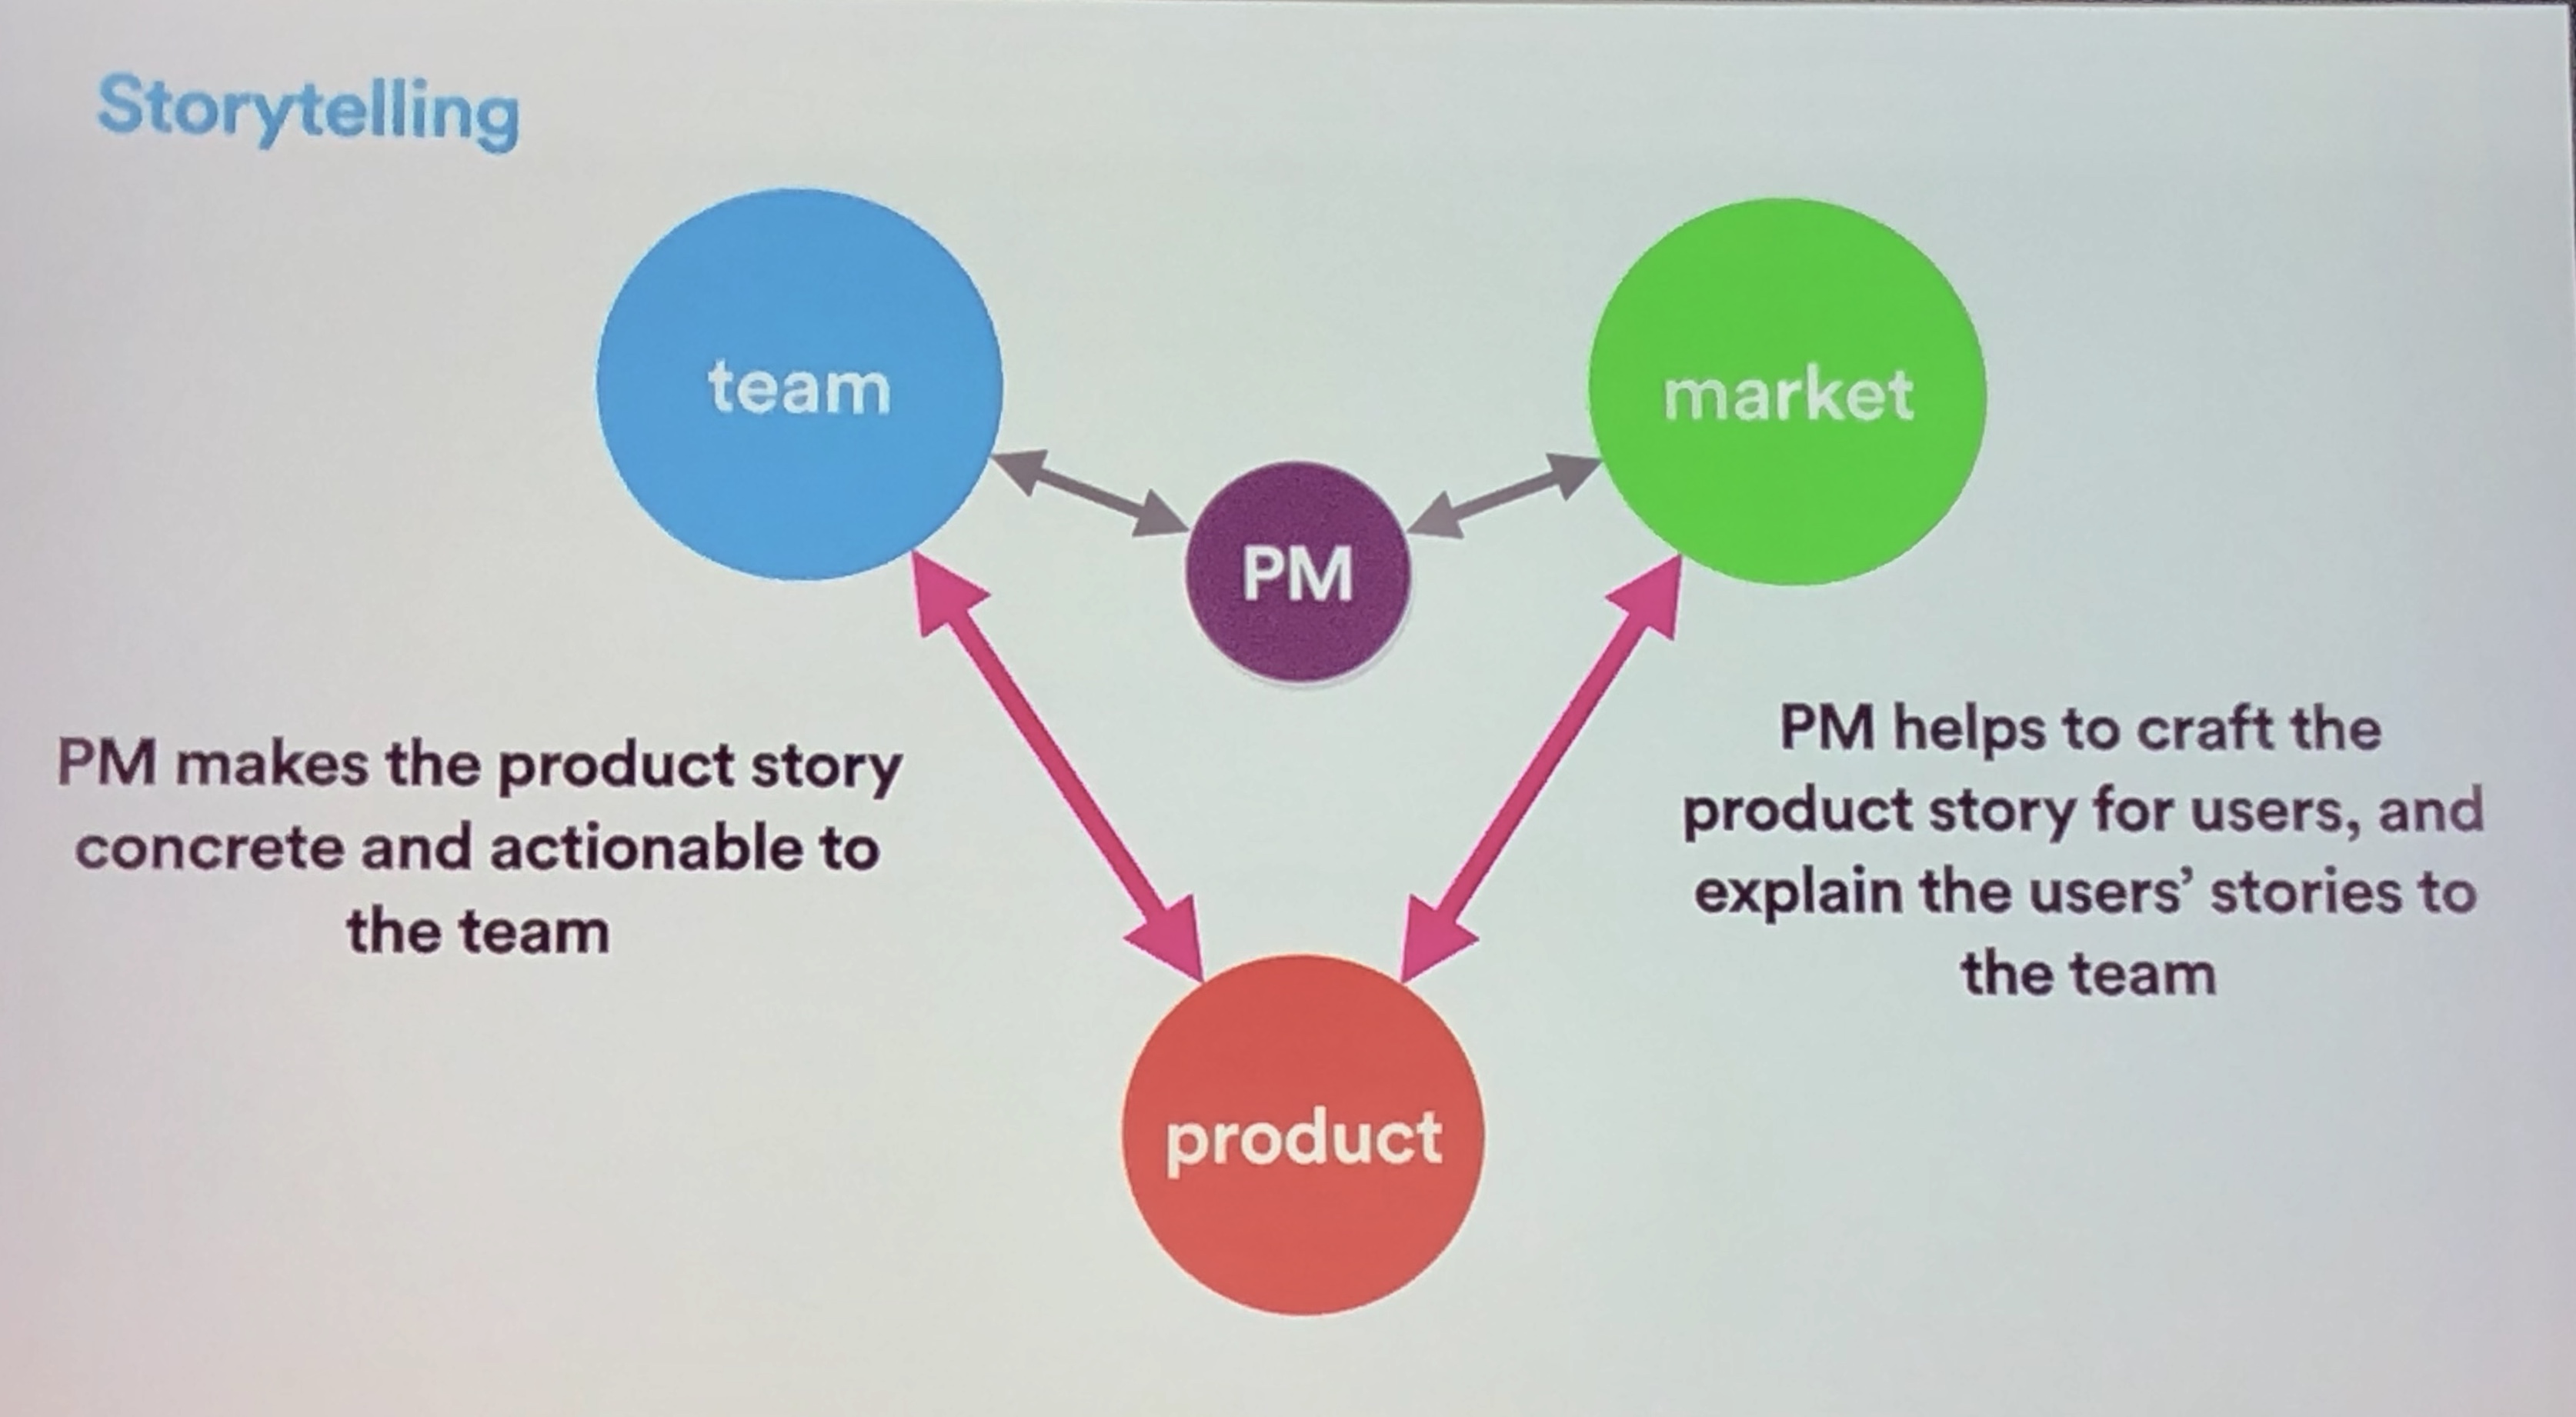 Storytelling
team
market
PM
PM makes the product story
concrete and actionable to
the team
PM helps to craft the
product story for users, and
explain the users’ stories to
the team
product